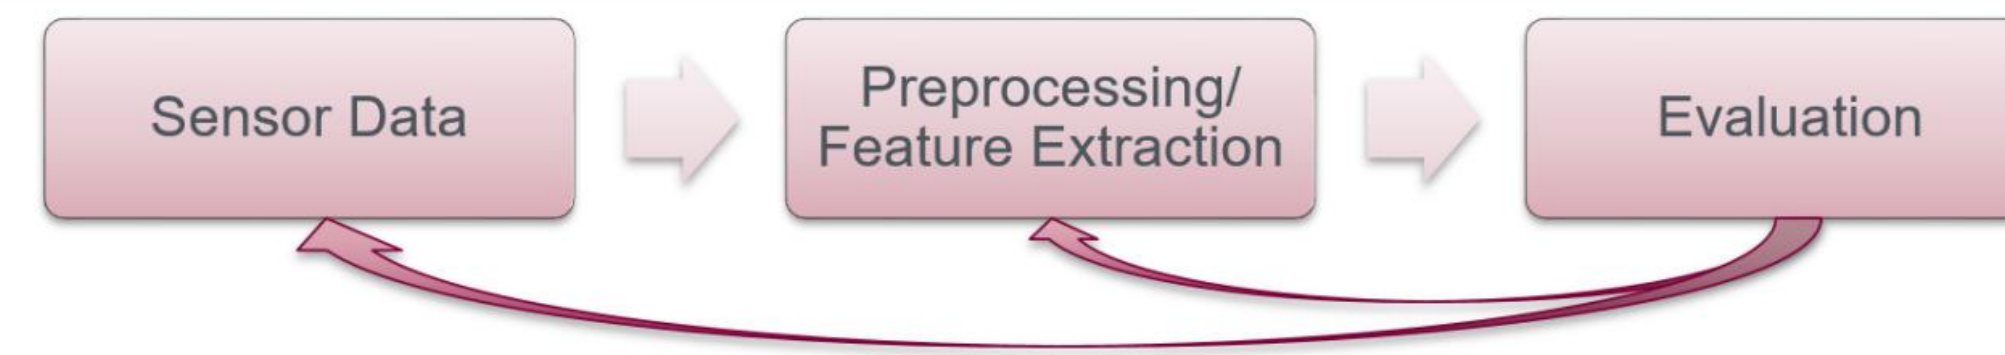 Sensor Data
Preprocessing/
Feature Extraction
Evaluation